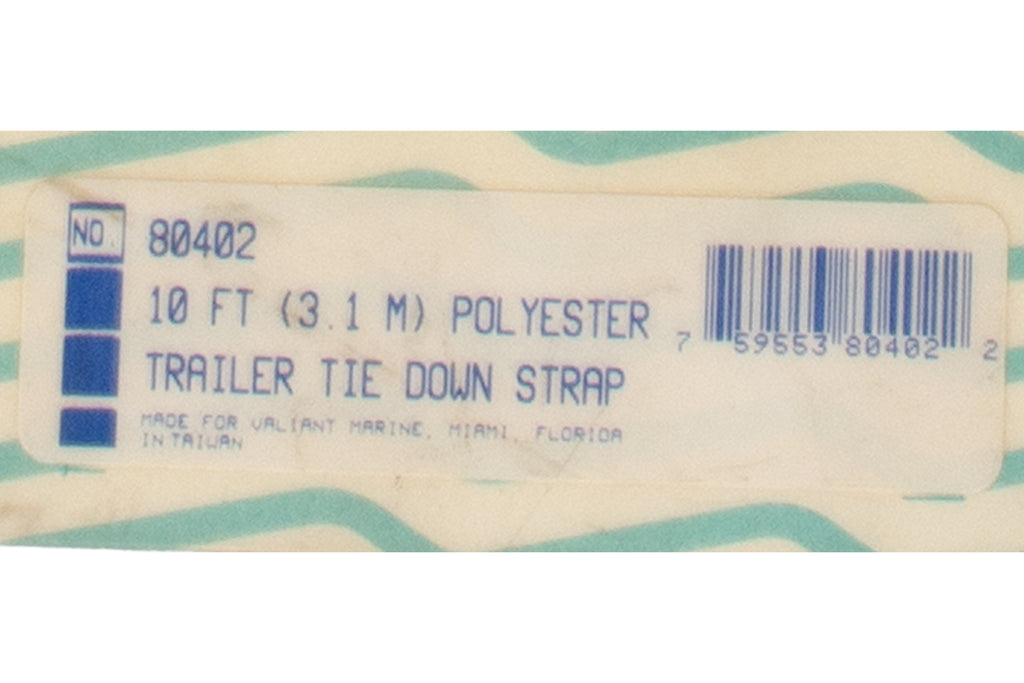 NO. 80402
10 FT (3.1 M) POLYESTER
TRAILER TIE DOWN STRAP
MADE FOR VALIANT MARINE, MIAMI, FLORIDA
IN TAIWAN
7 59553 80402 2